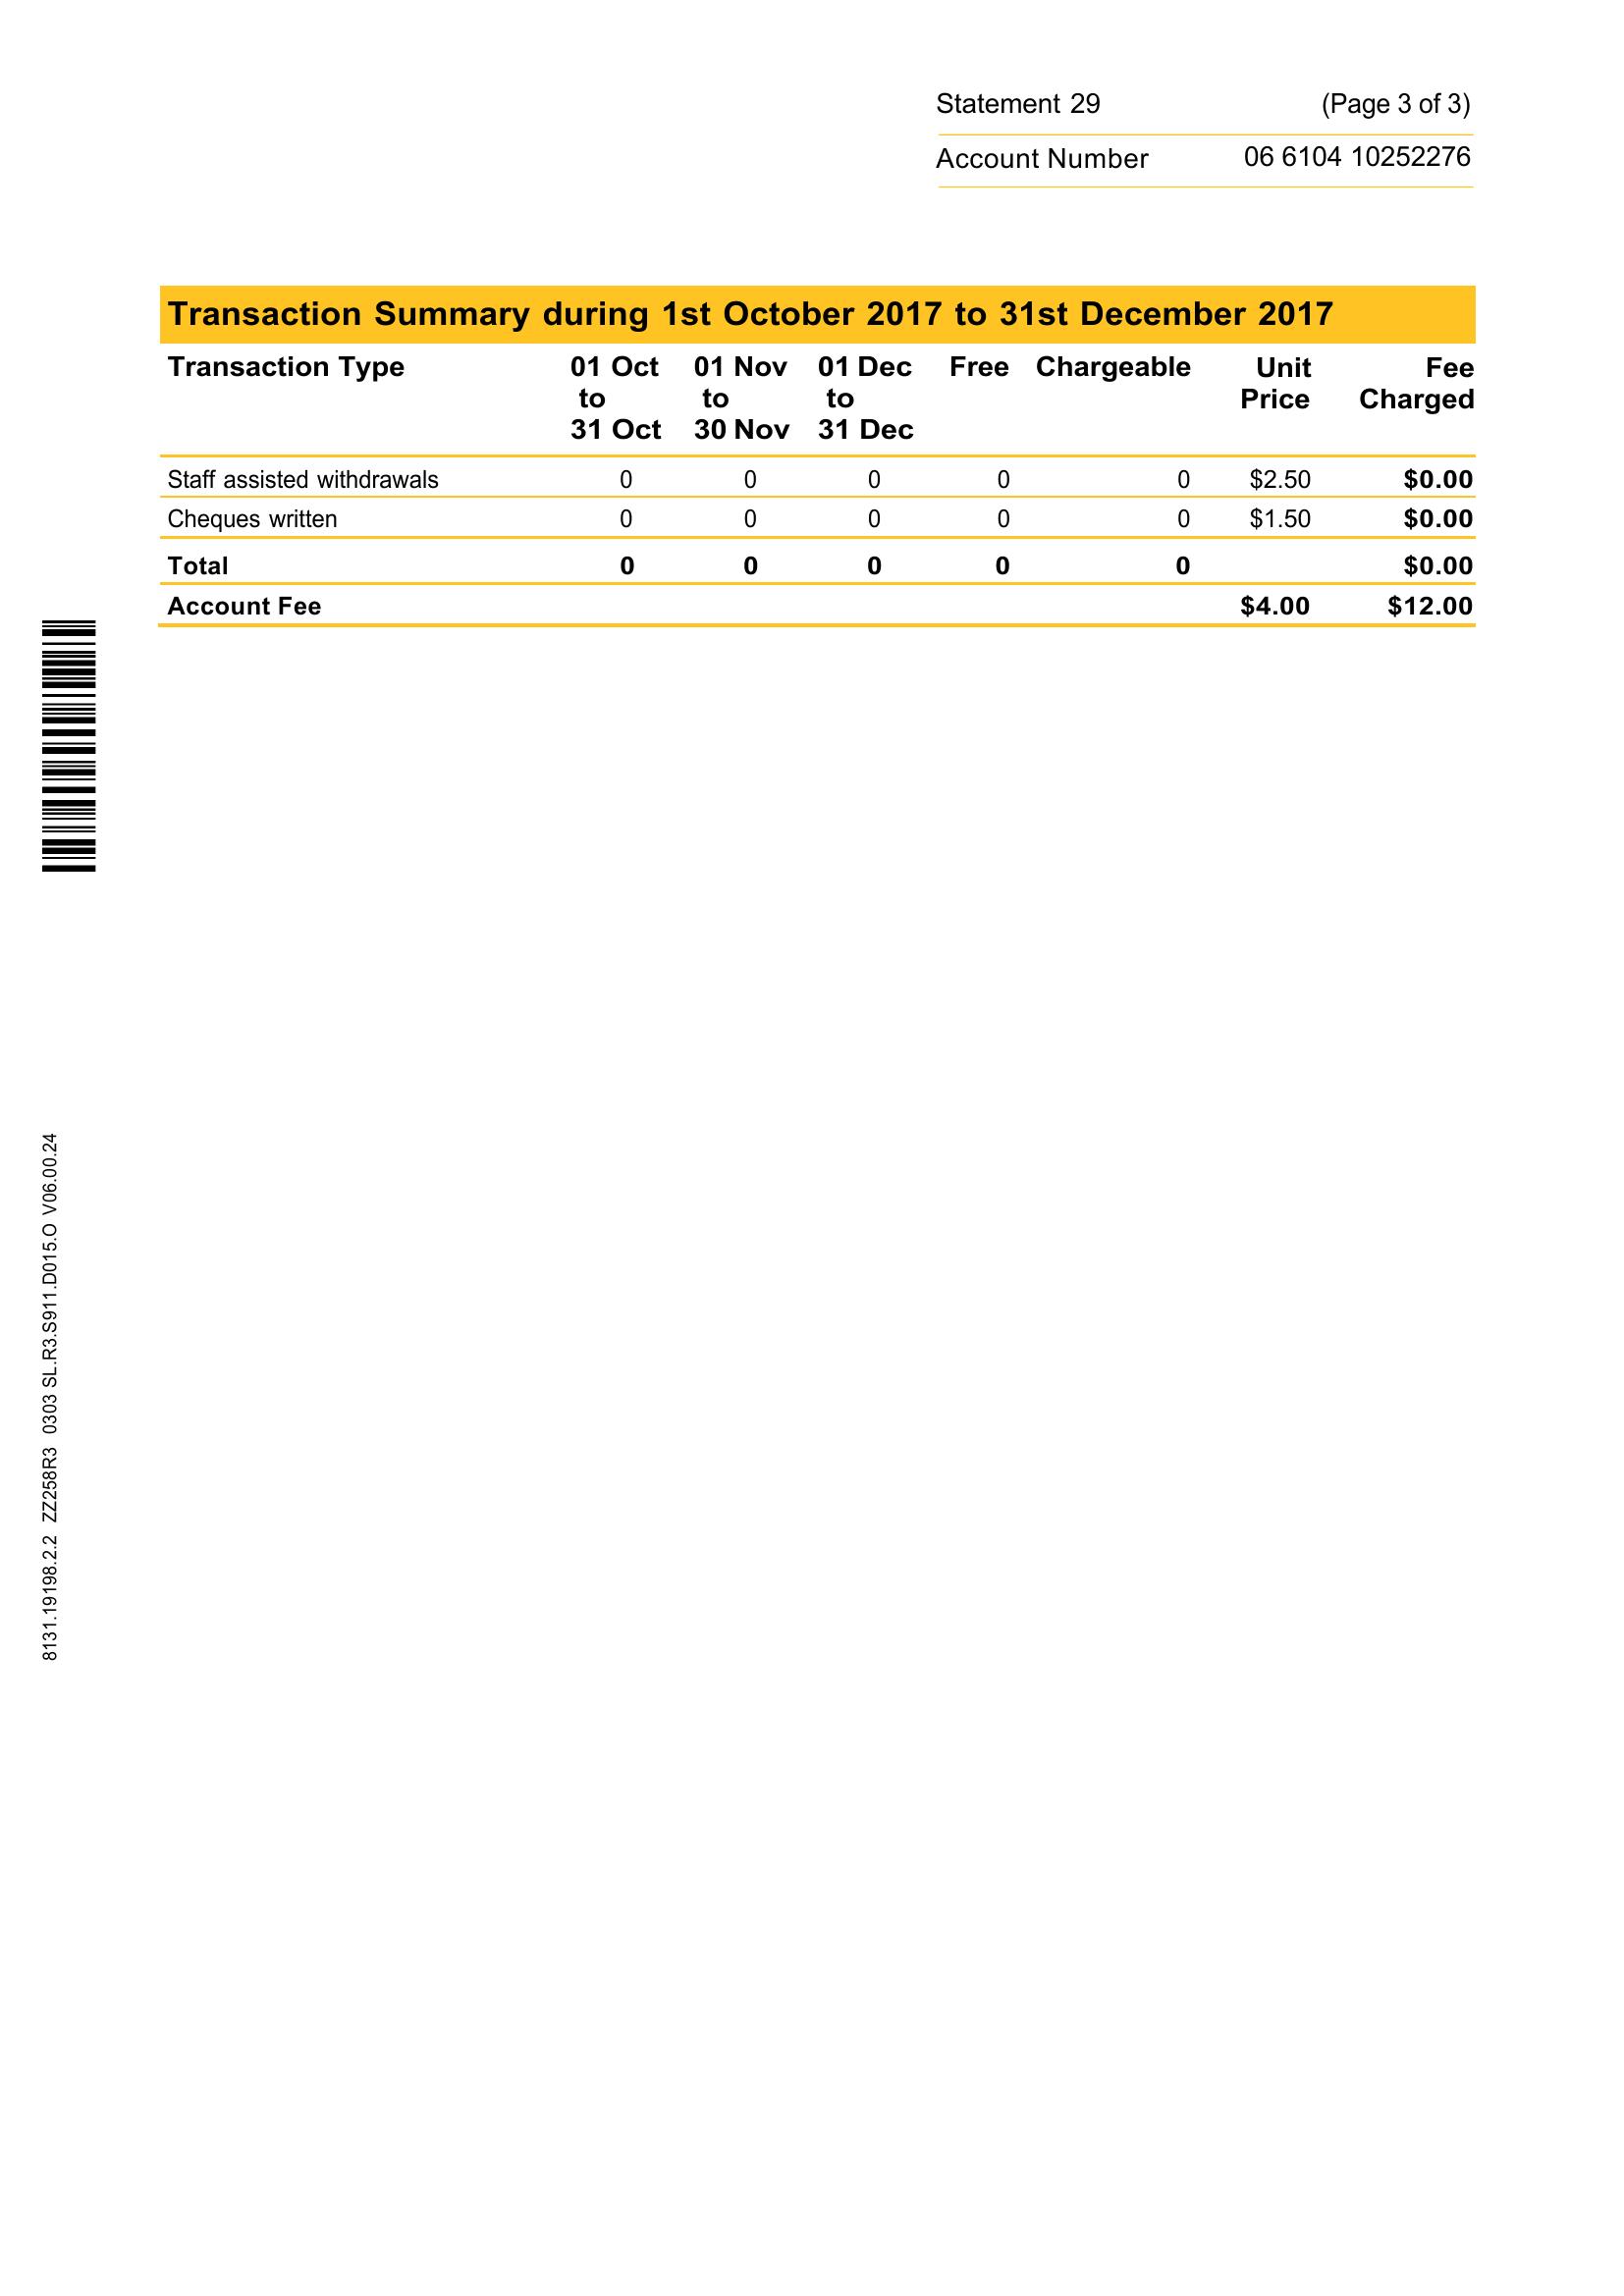 Statement 29 (Page 3 of 3)
Account Number 06 6104 10252276
Transaction Summary during 1st October 2017 to 31st December 2017
Transaction Type 01 Oct 01 Nov 01 Dec Free Chargeable Unit Fee
to to to Price Charged
31 Oct 30 Nov 31 Dec
Staff assisted withdrawals 0 0 0 0 0 $2.50 $0.00
Cheques written 0 0 0 0 0 $1.50 $0.00
Total 0 0 0 0 0 $0.00
Account Fee $4.00 $12.00
8131.19198.2.2 ZZ258R3 0303 SL.R3.S911.D015.O V06.00.24